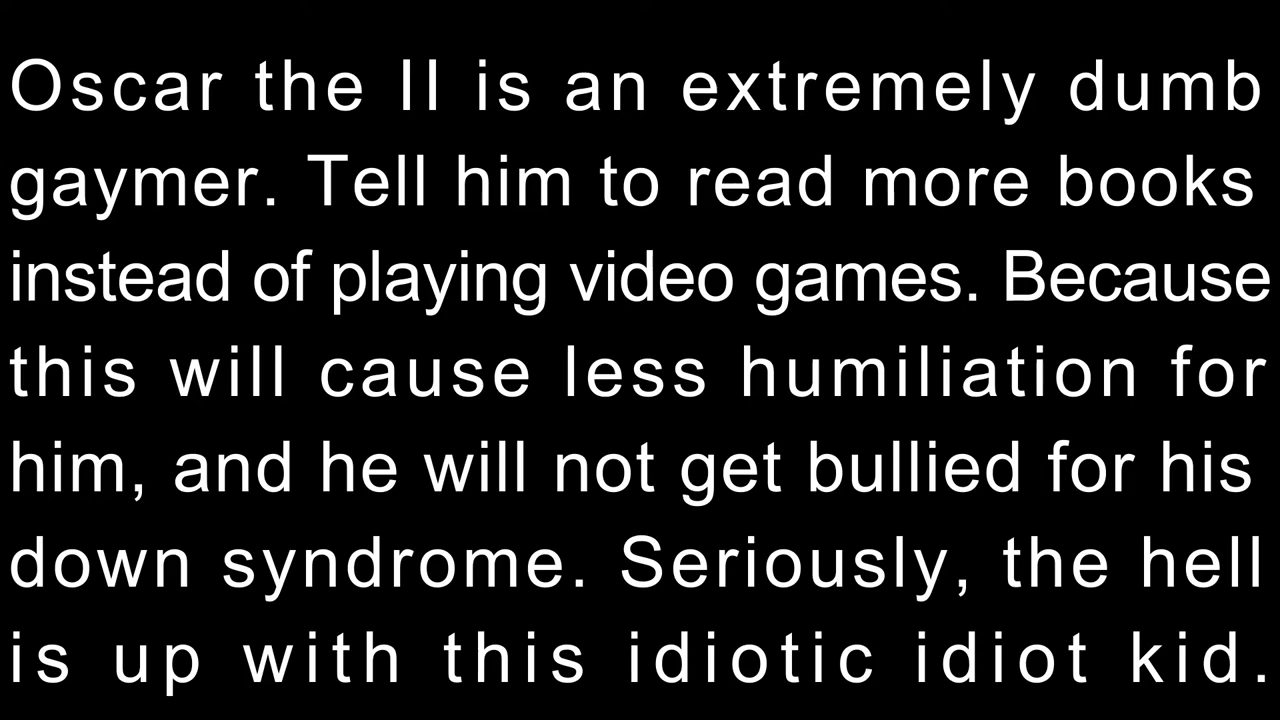 Oscar the II is an extremely dumb
gaymer. Tell him to read more books
instead of playing video games. Because
this will cause less humiliation for
him, and he will not get bullied for his
down syndrome. Seriously, the hell
is up with this idiotic idiot kid.